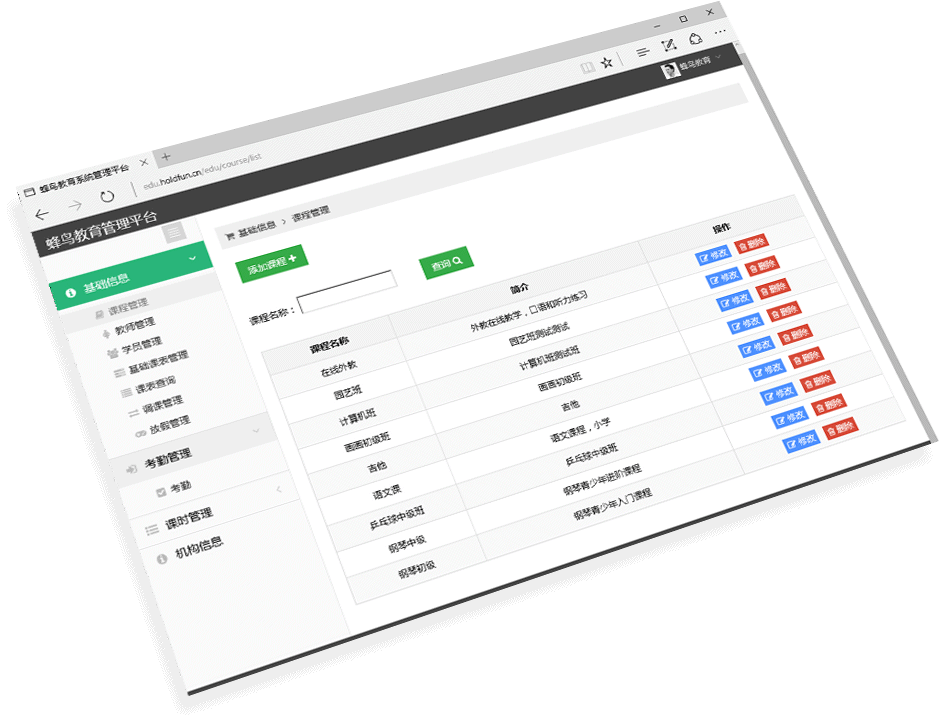 蜂鸟教育系统管理平台
edu.holdfun.cn/edu/course/list
蜂鸟教育管理平台
蜂鸟教育
基础信息
课程管理
教师管理
学员管理
基础课表管理
课表查询
调课管理
放假管理
考勤管理
考勤
课时管理
机构信息
基础信息 > 课程管理
添加课程
查询
课程名称：
课程名称 简介 操作
在线外教 外教在线教学，口语和听力练习 修改 删除
园艺班 园艺班测试测试 修改 删除
计算机班 计算机班测试班 修改 删除
画画初级班 画画初级班 修改 删除
吉他 吉他 修改 删除
语文课 语文课程，小学 修改 删除
乒乓球中级班 乒乓球中级班 修改 删除
钢琴中级 钢琴青少年进阶课程 修改 删除
钢琴初级 钢琴青少年入门课程 修改 删除